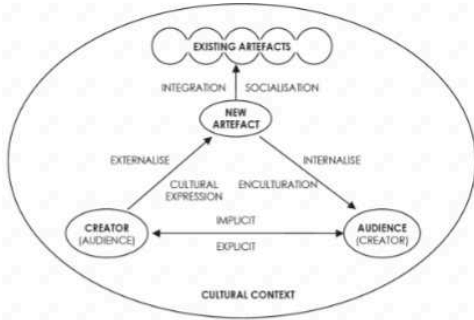 EXISTING ARTEFACTS
INTEGRATION SOCIALISATION
NEW
ARTEFACT
EXTERNALISE INTERNALISE
CULTURAL
EXPRESSION
ENCULTURATION
CREATOR
(AUDIENCE)
IMPLICIT
EXPLICIT
AUDIENCE
(CREATOR)
CULTURAL CONTEXT